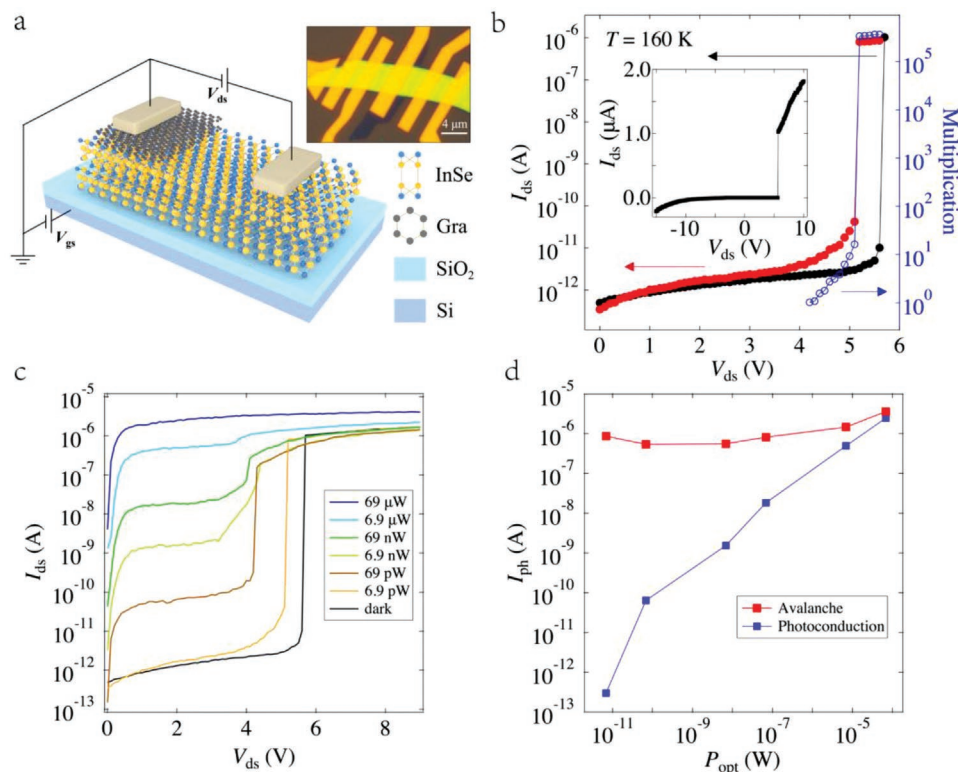 a
V_ds
V_gs
4 μm
InSe
Gra
SiO₂
Si
b
T = 160 K
I_ds (A)
10⁻⁶
10⁻⁷
10⁻⁸
10⁻⁹
10⁻¹⁰
10⁻¹¹
10⁻¹²
2.0
1.0
0.0
I_ds (μA)
-10 0 10
V_ds (V)
10⁵
10⁴
10³
10²
10¹
10⁰
Multiplication
0 1 2 3 4 5 6
V_ds (V)
c
I_ds (A)
10⁻⁵
10⁻⁶
10⁻⁷
10⁻⁸
10⁻⁹
10⁻¹⁰
10⁻¹¹
10⁻¹²
10⁻¹³
69 μW
6.9 μW
69 nW
6.9 nW
69 pW
6.9 pW
dark
0 2 4 6 8
V_ds (V)
d
I_ph (A)
10⁻⁵
10⁻⁶
10⁻⁷
10⁻⁸
10⁻⁹
10⁻¹⁰
10⁻¹¹
10⁻¹²
10⁻¹³
Avalanche
Photoconduction
10⁻¹¹ 10⁻⁹ 10⁻⁷ 10⁻⁵
P_opt (W)